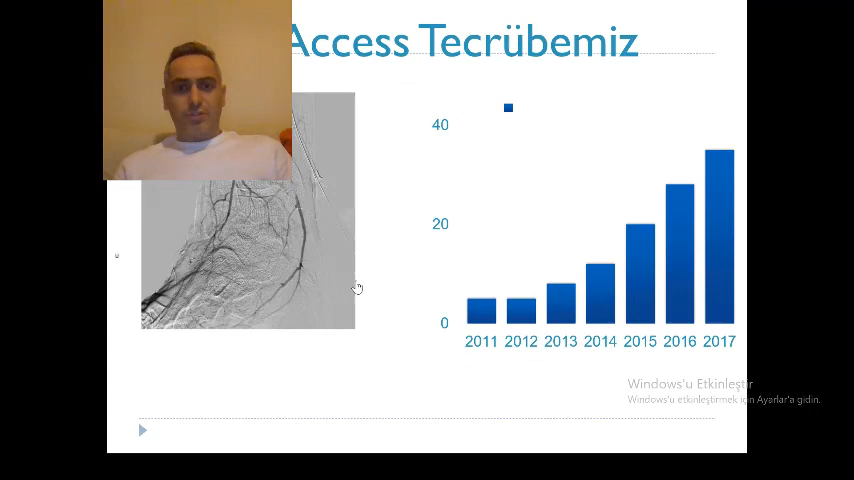 Access Tecrübemiz
40
20
0
2011 2012 2013 2014 2015 2016 2017
Windows'u Etkinleştir
Windows'u etkinleştirmek için Ayarlar'a gidin.